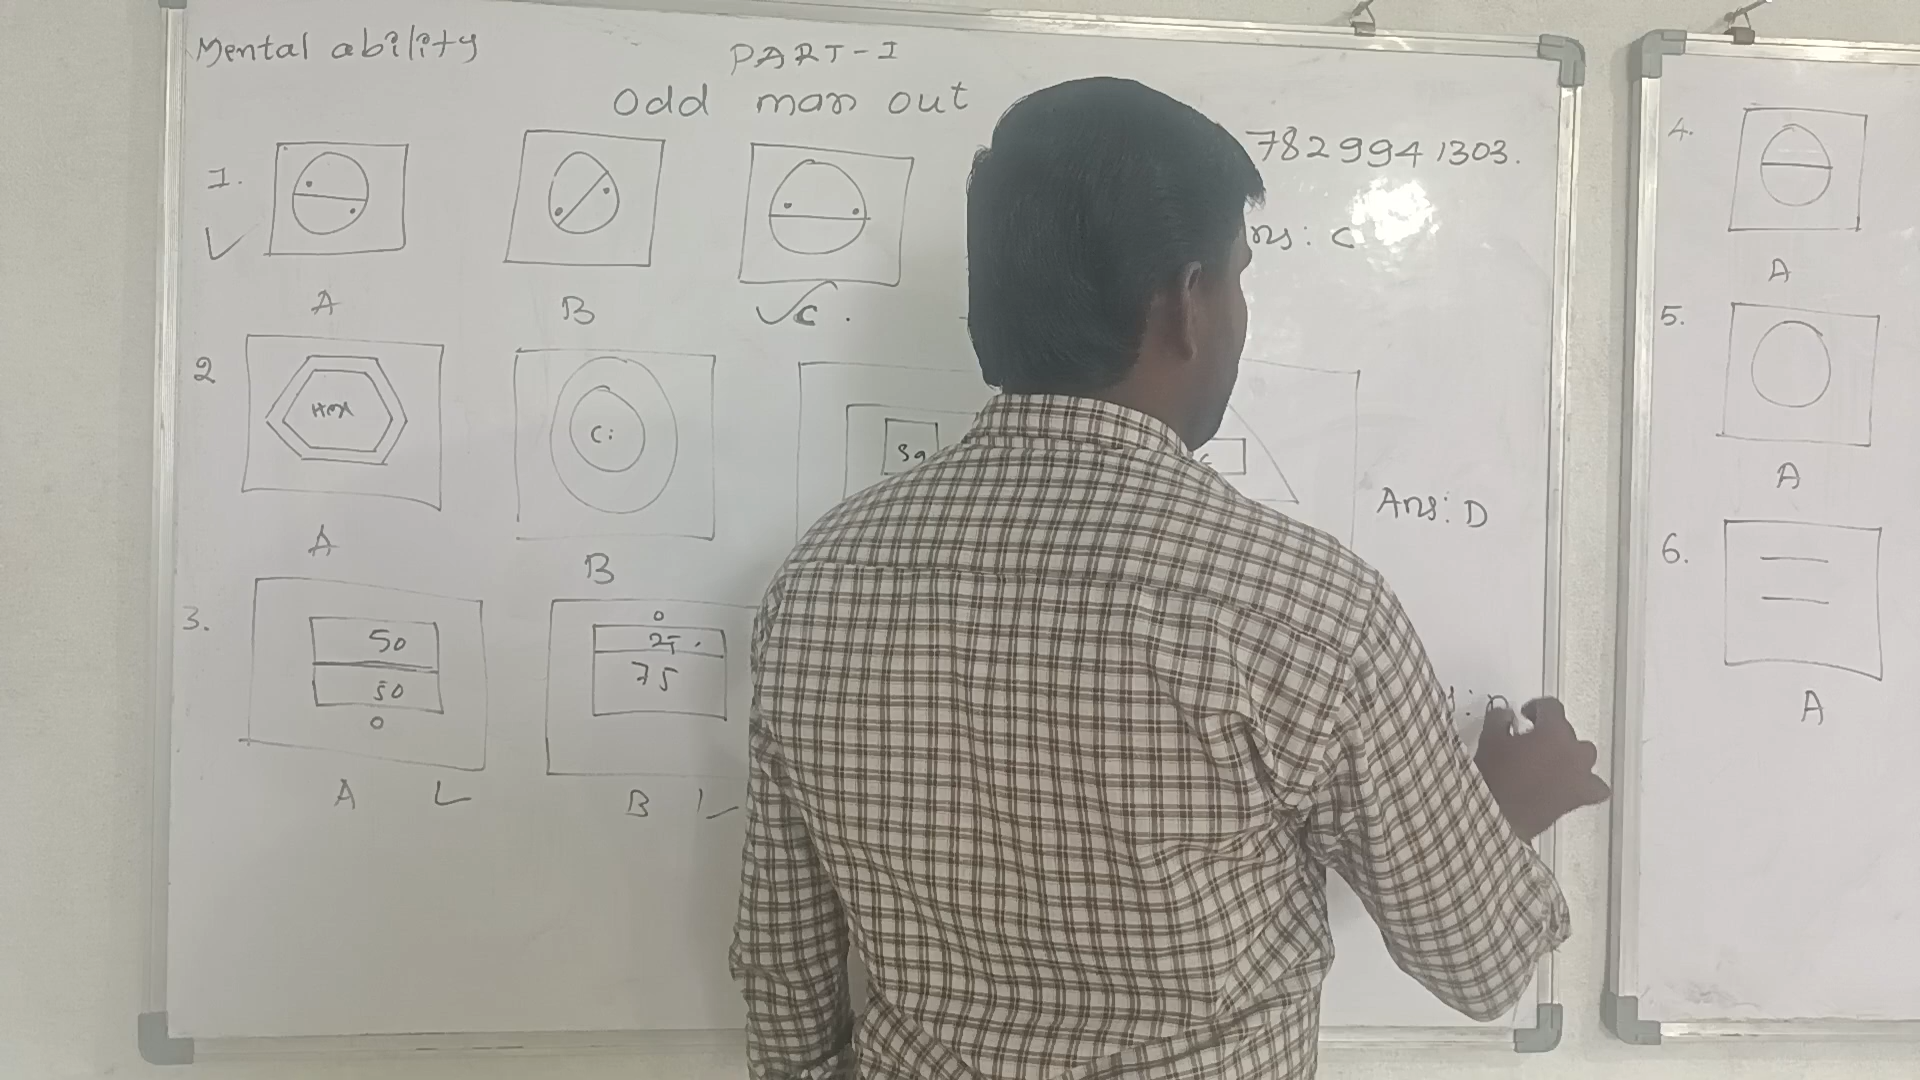 Mental ability
PART-I
Odd man out
7829941303.
1.
A
B
C.
ns: C
2
Hex
C:
Sq
A
B
Ans: D
3.
50
50
0
0
25.
75
A
B
4.
A
5.
A
6.
A